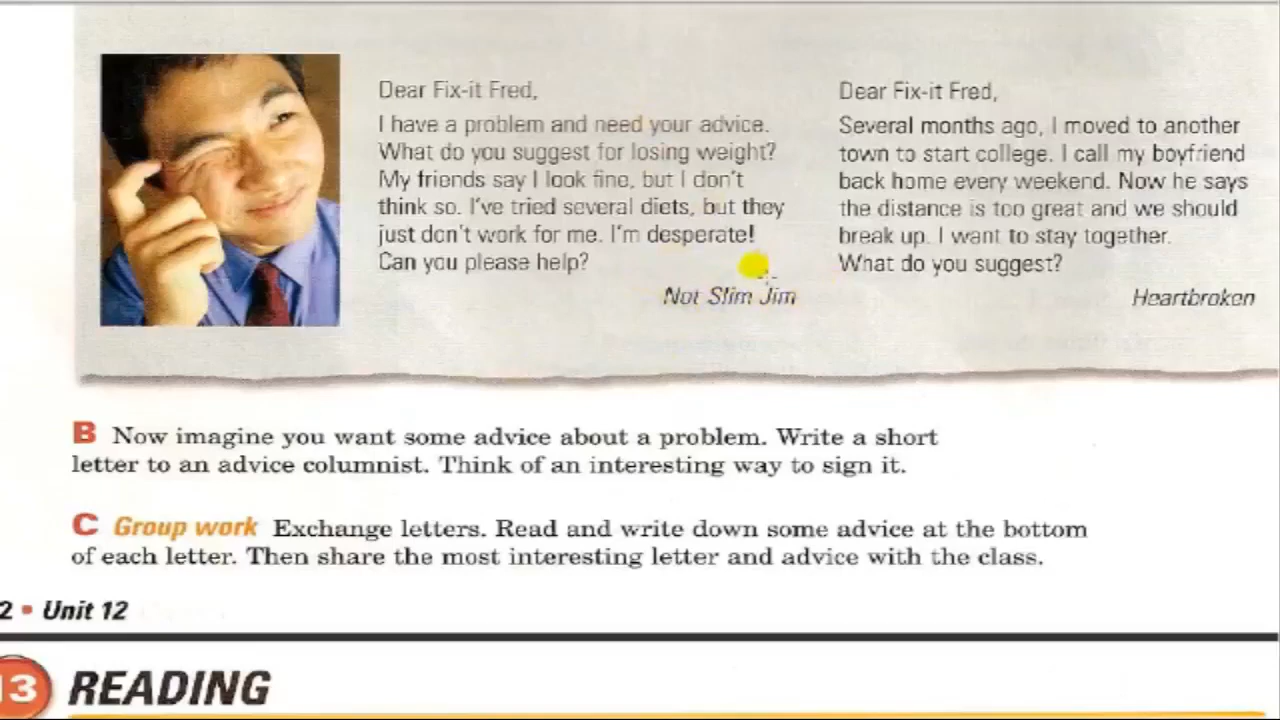 Dear Fix-it Fred,
I have a problem and need your advice.
What do you suggest for losing weight?
My friends say I look fine, but I don't
think so. I've tried several diets, but they
just don't work for me. I'm desperate!
Can you please help?
Not Slim Jim
Dear Fix-it Fred,
Several months ago, I moved to another
town to start college. I call my boyfriend
back home every weekend. Now he says
the distance is too great and we should
break up. I want to stay together.
What do you suggest?
Heartbroken
B Now imagine you want some advice about a problem. Write a short
letter to an advice columnist. Think of an interesting way to sign it.
C Group work Exchange letters. Read and write down some advice at the bottom
of each letter. Then share the most interesting letter and advice with the class.
2 • Unit 12
13 READING